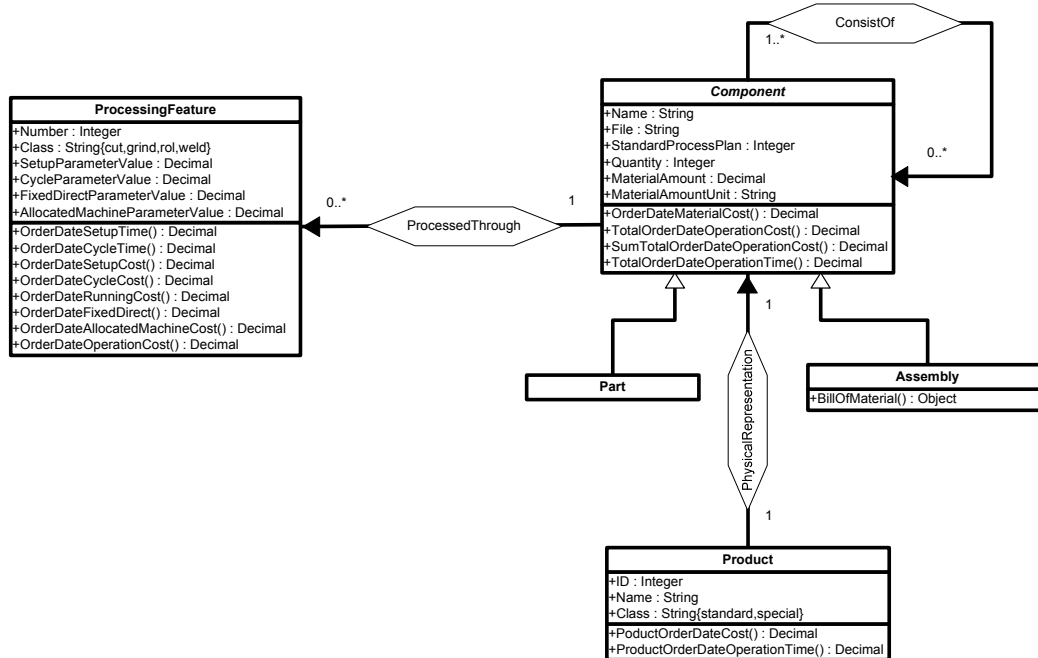 ConsistOf
1..*
0..*
ProcessingFeature
+Number : Integer
+Class : String{cut,grind,rol,weld}
+SetupParameterValue : Decimal
+CycleParameterValue : Decimal
+FixedDirectParameterValue : Decimal
+AllocatedMachineParameterValue : Decimal
+OrderDateSetupTime() : Decimal
+OrderDateCycleTime() : Decimal
+OrderDateSetupCost() : Decimal
+OrderDateCycleCost() : Decimal
+OrderDateRunningCost() : Decimal
+OrderDateFixedDirect() : Decimal
+OrderDateAllocatedMachineCost() : Decimal
+OrderDateOperationCost() : Decimal
0..*
ProcessedThrough
1
Component
+Name : String
+File : String
+StandardProcessPlan : Integer
+Quantity : Integer
+MaterialAmount : Decimal
+MaterialAmountUnit : String
+OrderDateMaterialCost() : Decimal
+TotalOrderDateOperationCost() : Decimal
+SumTotalOrderDateOperationCost() : Decimal
+TotalOrderDateOperationTime() : Decimal
1
PhysicalRepresentation
1
Part
Assembly
+BillOfMaterial() : Object
Product
+ID : Integer
+Name : String
+Class : String{standard,special}
+PoductOrderDateCost() : Decimal
+ProductOrderDateOperationTime() : Decimal